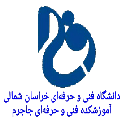 دانشگاه فنی و حرفه‌ای خراسان شمالی
آموزشکده فنی و حرفه‌ای جاجرم